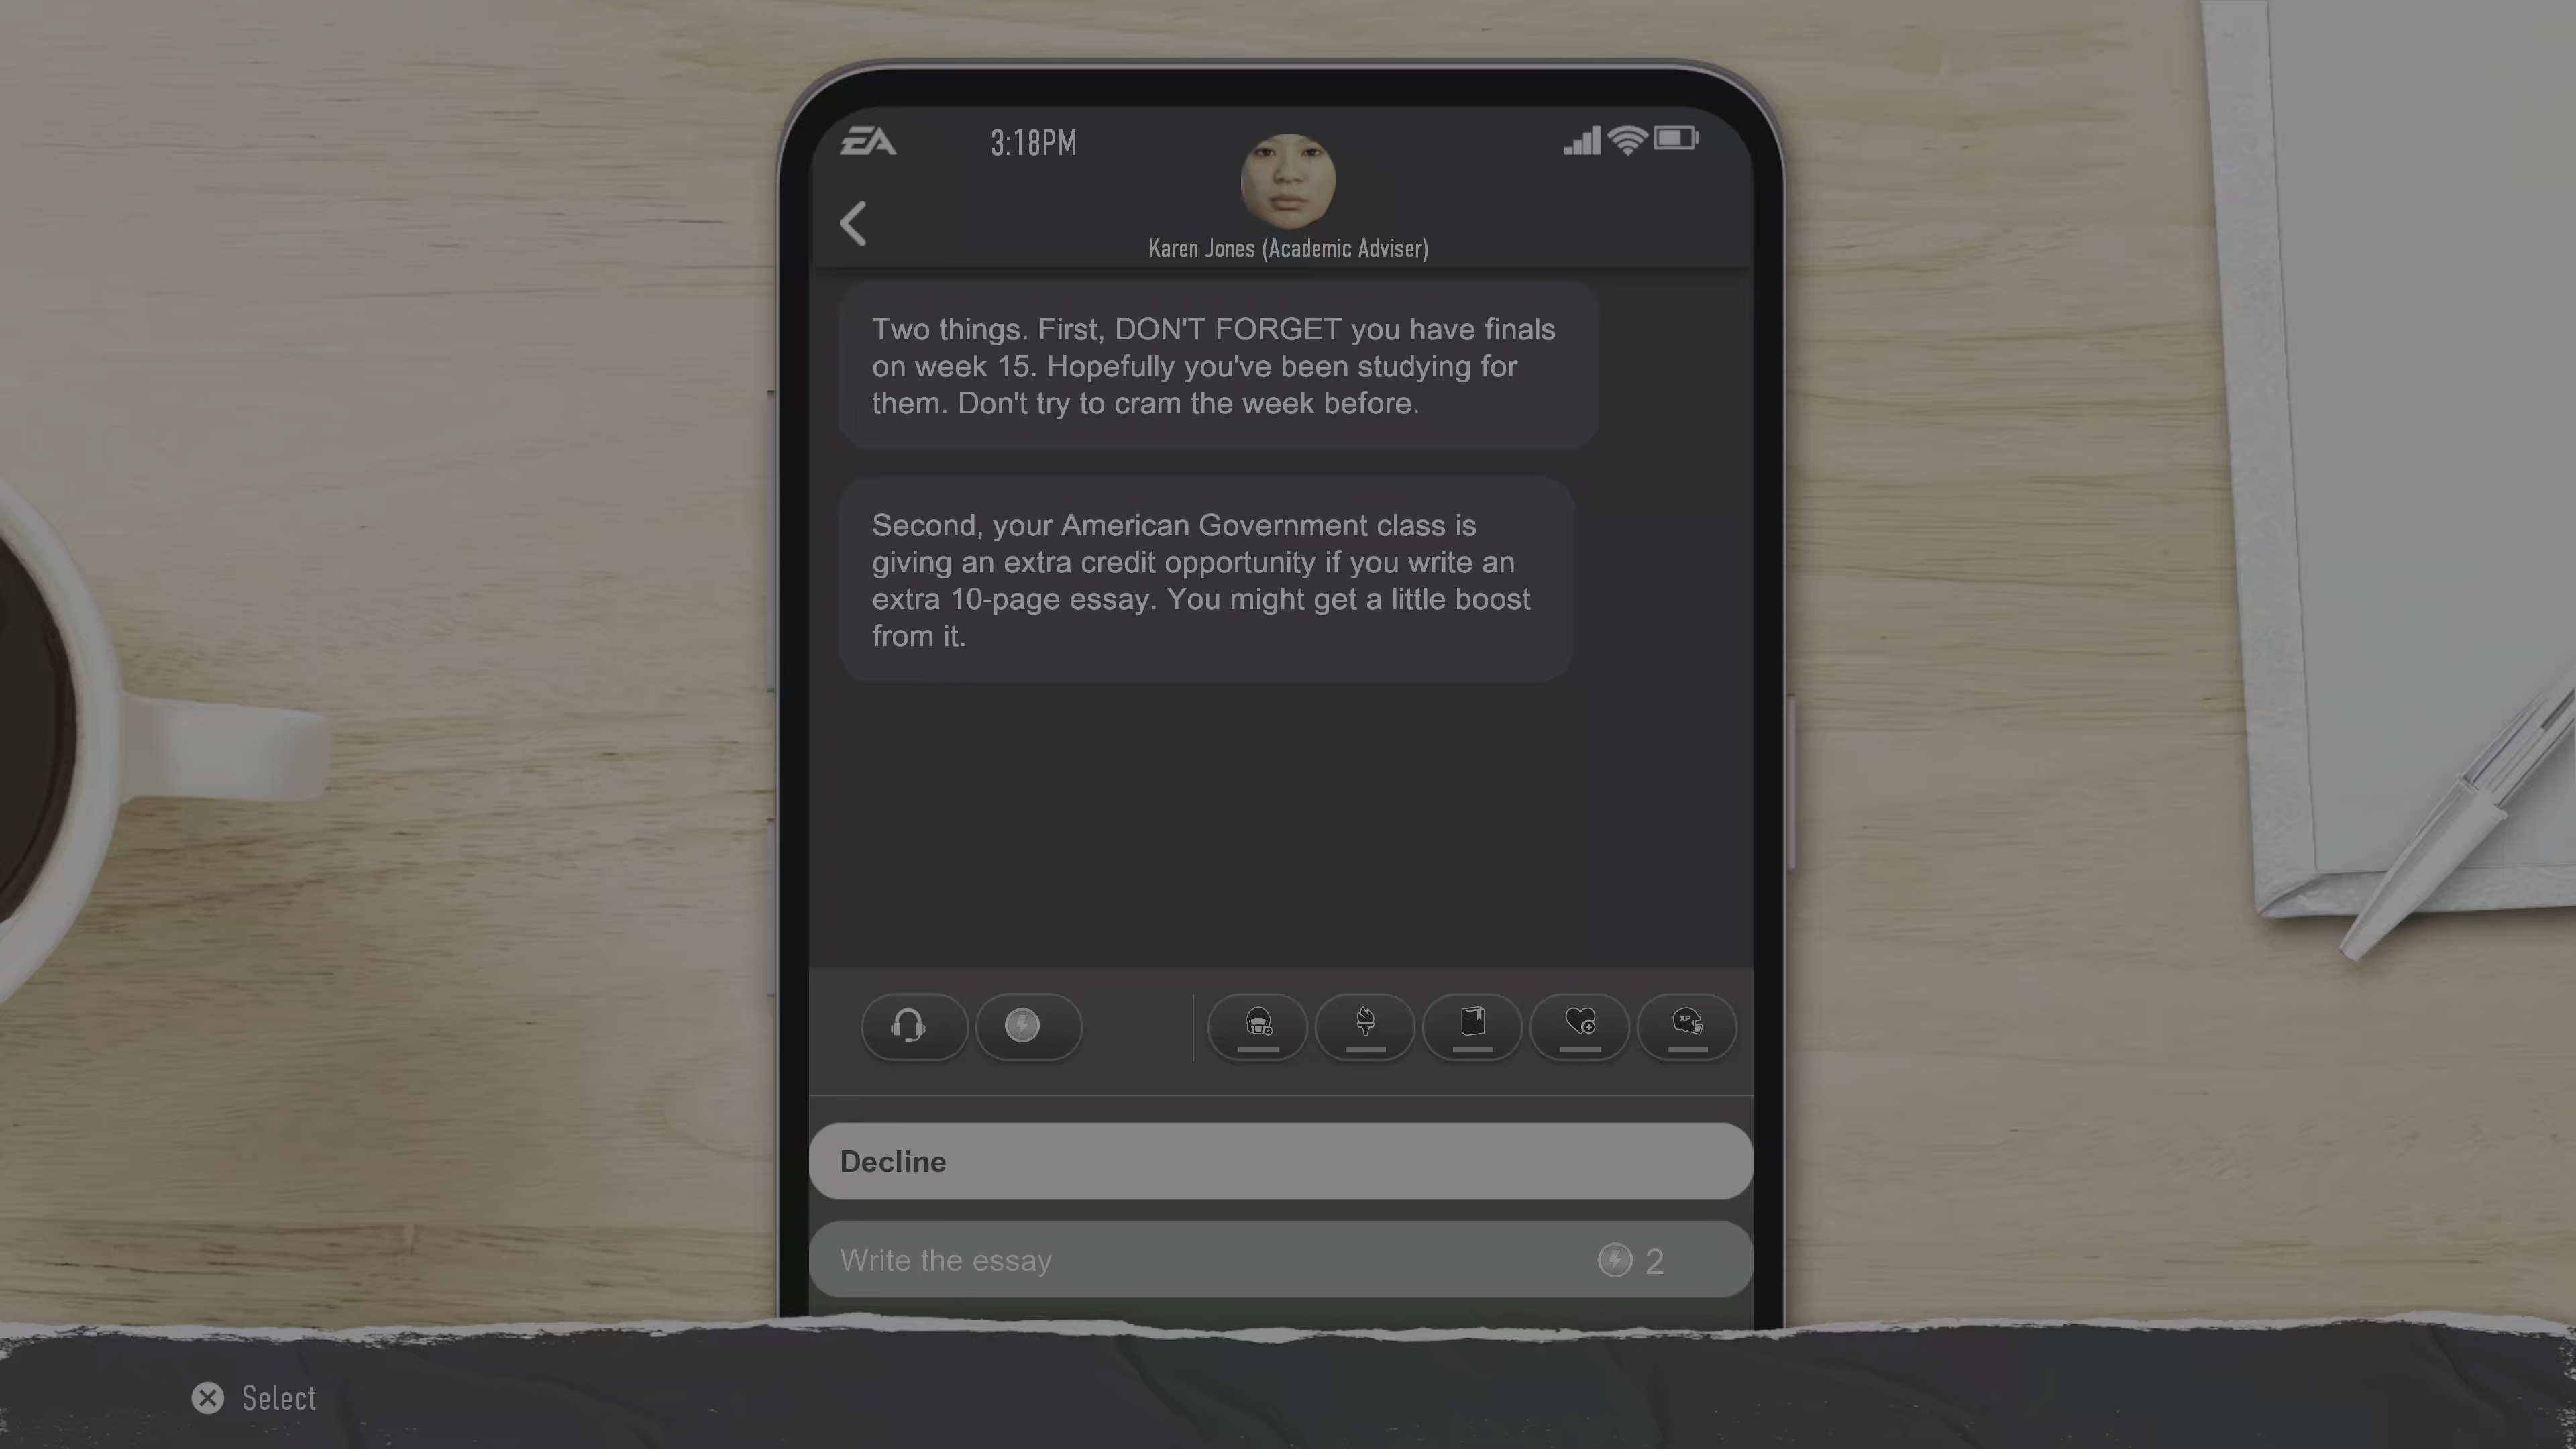 EA
3:18PM
Karen Jones (Academic Adviser)
Two things. First, DON'T FORGET you have finals
on week 15. Hopefully you've been studying for
them. Don't try to cram the week before.
Second, your American Government class is
giving an extra credit opportunity if you write an
extra 10-page essay. You might get a little boost
from it.
XP
Decline
Write the essay 2
Select